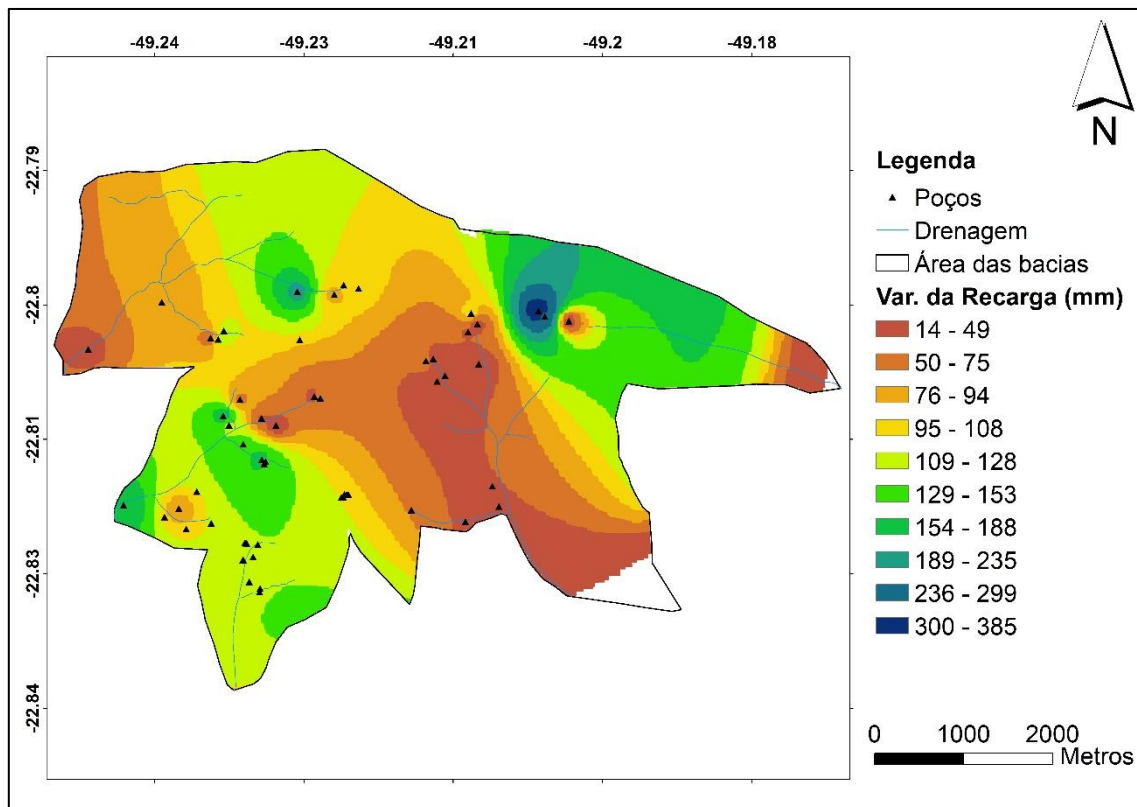 -49.24 -49.23 -49.21 -49.2 -49.18
N
-22.79
-22.8
-22.81
-22.83
-22.84
Legenda
Poços
Drenagem
Área das bacias
Var. da Recarga (mm)
14 - 49
50 - 75
76 - 94
95 - 108
109 - 128
129 - 153
154 - 188
189 - 235
236 - 299
300 - 385
0 1000 2000
Metros